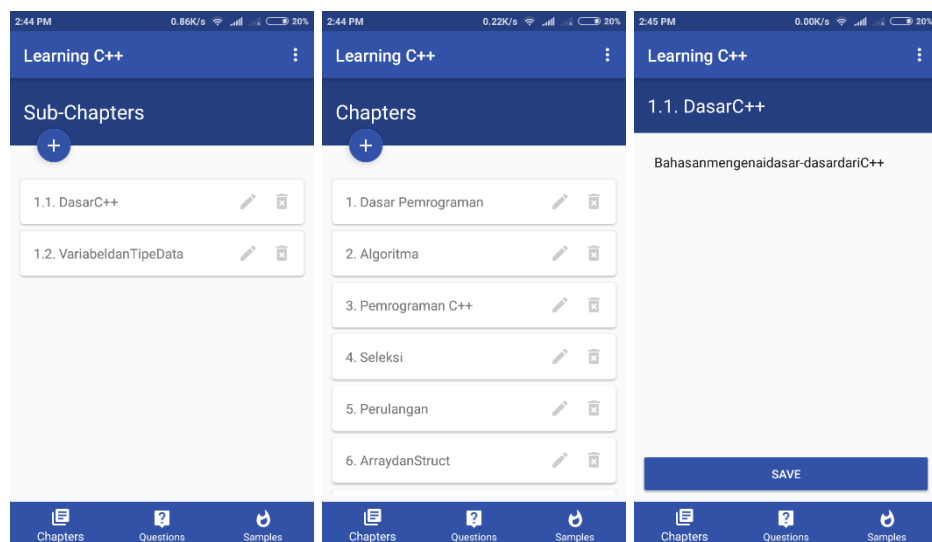 2:44 PM 0.86K/s 20%
Learning C++
Sub-Chapters
+
1.1. DasarC++
1.2. VariabeldanTipeData
Chapters Questions Samples
2:44 PM 0.22K/s 20%
Learning C++
Chapters
+
1. Dasar Pemrograman
2. Algoritma
3. Pemrograman C++
4. Seleksi
5. Perulangan
6. ArraydanStruct
Chapters Questions Samples
2:45 PM 0.00K/s 20%
Learning C++
1.1. DasarC++
Bahasanmengenaidasar-dasardariC++
SAVE
Chapters Questions Samples